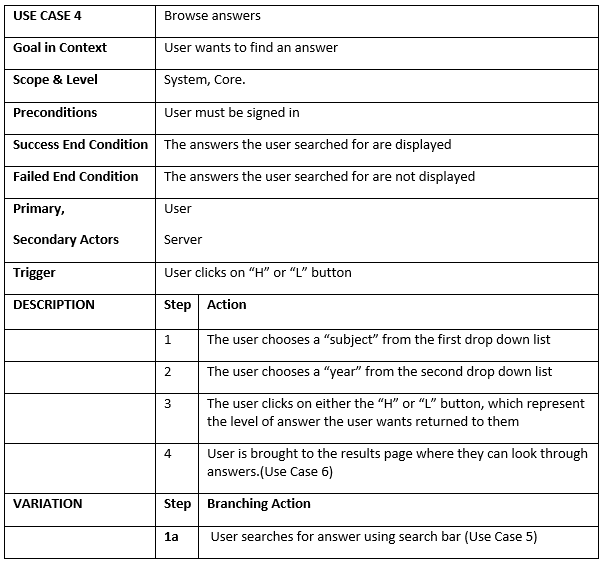 USE CASE 4 Browse answers
Goal in Context User wants to find an answer
Scope & Level System, Core.
Preconditions User must be signed in
Success End Condition The answers the user searched for are displayed
Failed End Condition The answers the user searched for are not displayed
Primary, User
Secondary Actors Server
Trigger User clicks on “H” or “L” button
DESCRIPTION Step Action
1 The user chooses a “subject” from the first drop down list
2 The user chooses a “year” from the second drop down list
3 The user clicks on either the “H” or “L” button, which represent
the level of answer the user wants returned to them
4 User is brought to the results page where they can look through
answers.(Use Case 6)
VARIATION Step Branching Action
1a User searches for answer using search bar (Use Case 5)